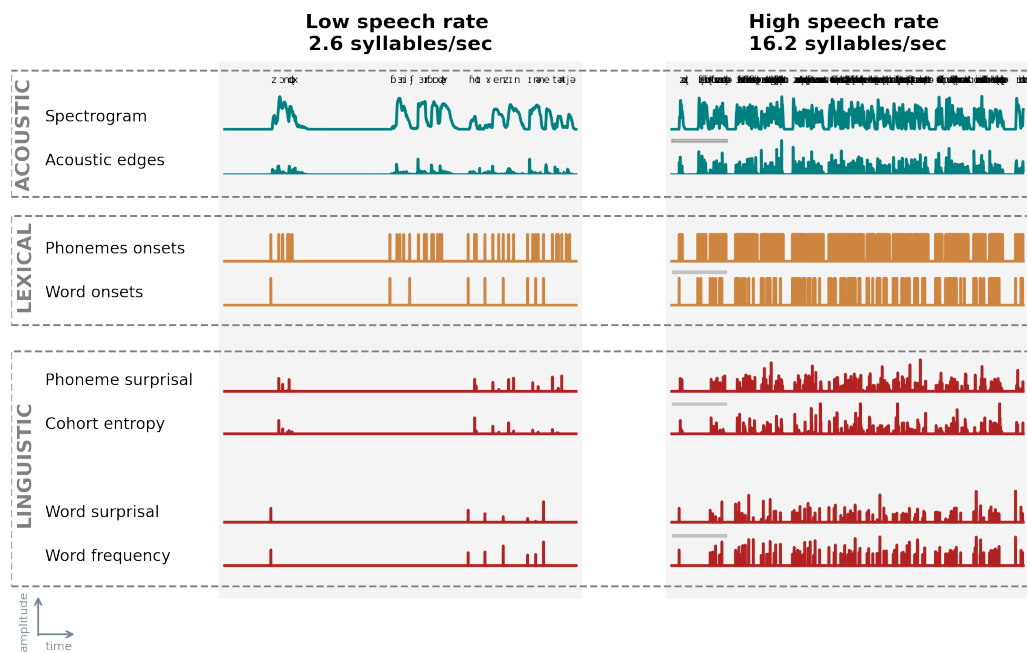 Low speech rate
2.6 syllables/sec
High speech rate
16.2 syllables/sec
ACOUSTIC
Spectrogram
Acoustic edges
LEXICAL
Phonemes onsets
Word onsets
LINGUISTIC
Phoneme surprisal
Cohort entropy
Word surprisal
Word frequency
amplitude
time